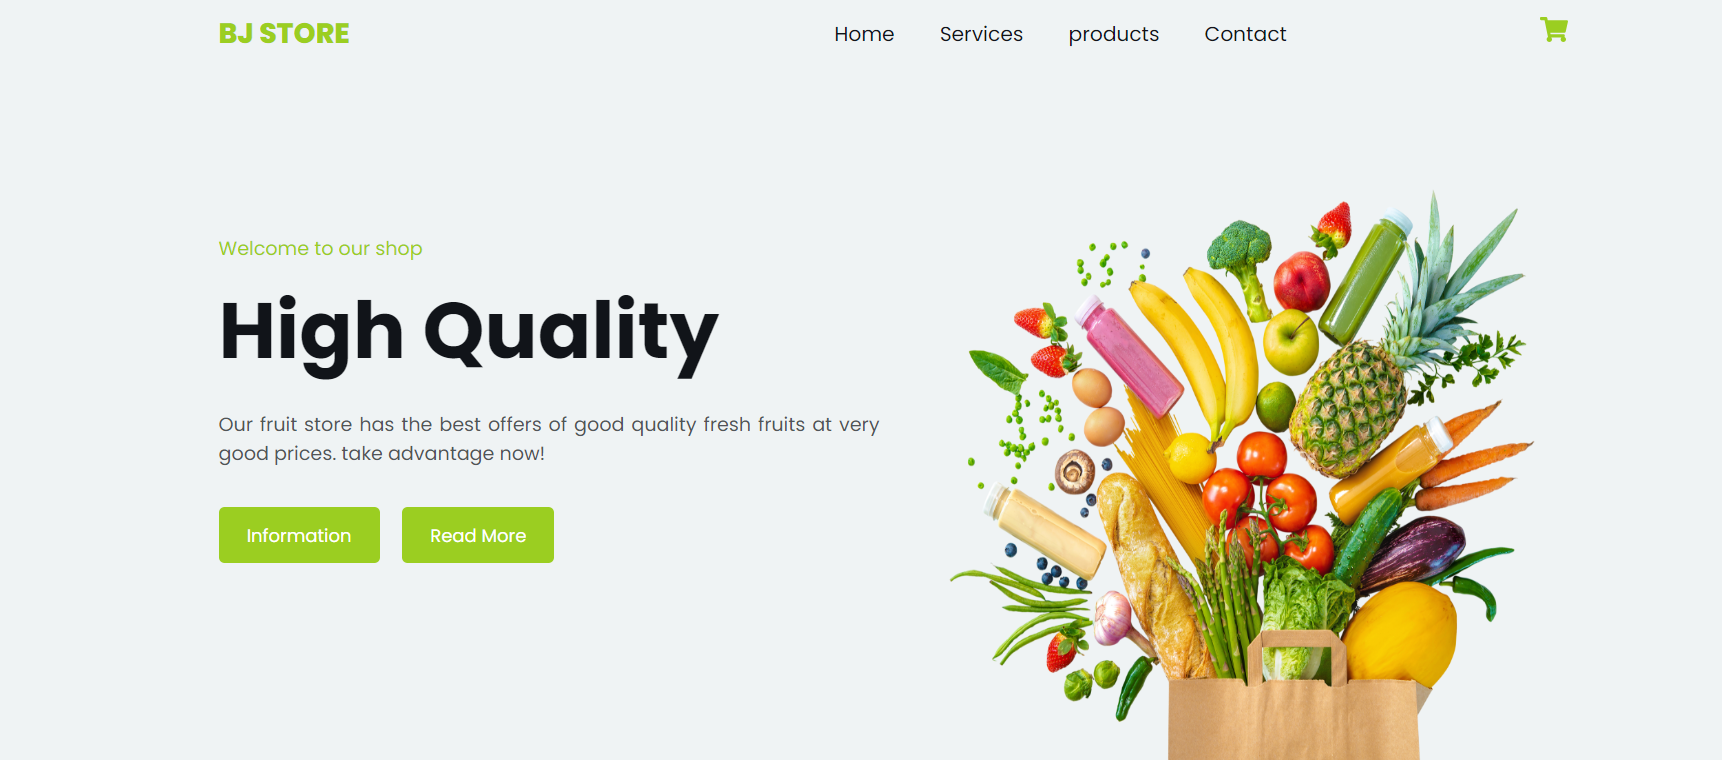 BJ STORE
Home Services products Contact
Welcome to our shop
High Quality
Our fruit store has the best offers of good quality fresh fruits at very
good prices. take advantage now!
Information Read More